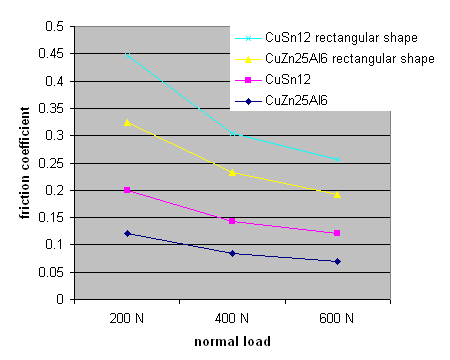 0.5
0.45
0.4
0.35
0.3
0.25
0.2
0.15
0.1
0.05
0
friction coefficient
CuSn12 rectangular shape
CuZn25Al6 rectangular shape
CuSn12
CuZn25Al6
200 N 400 N 600 N
normal load